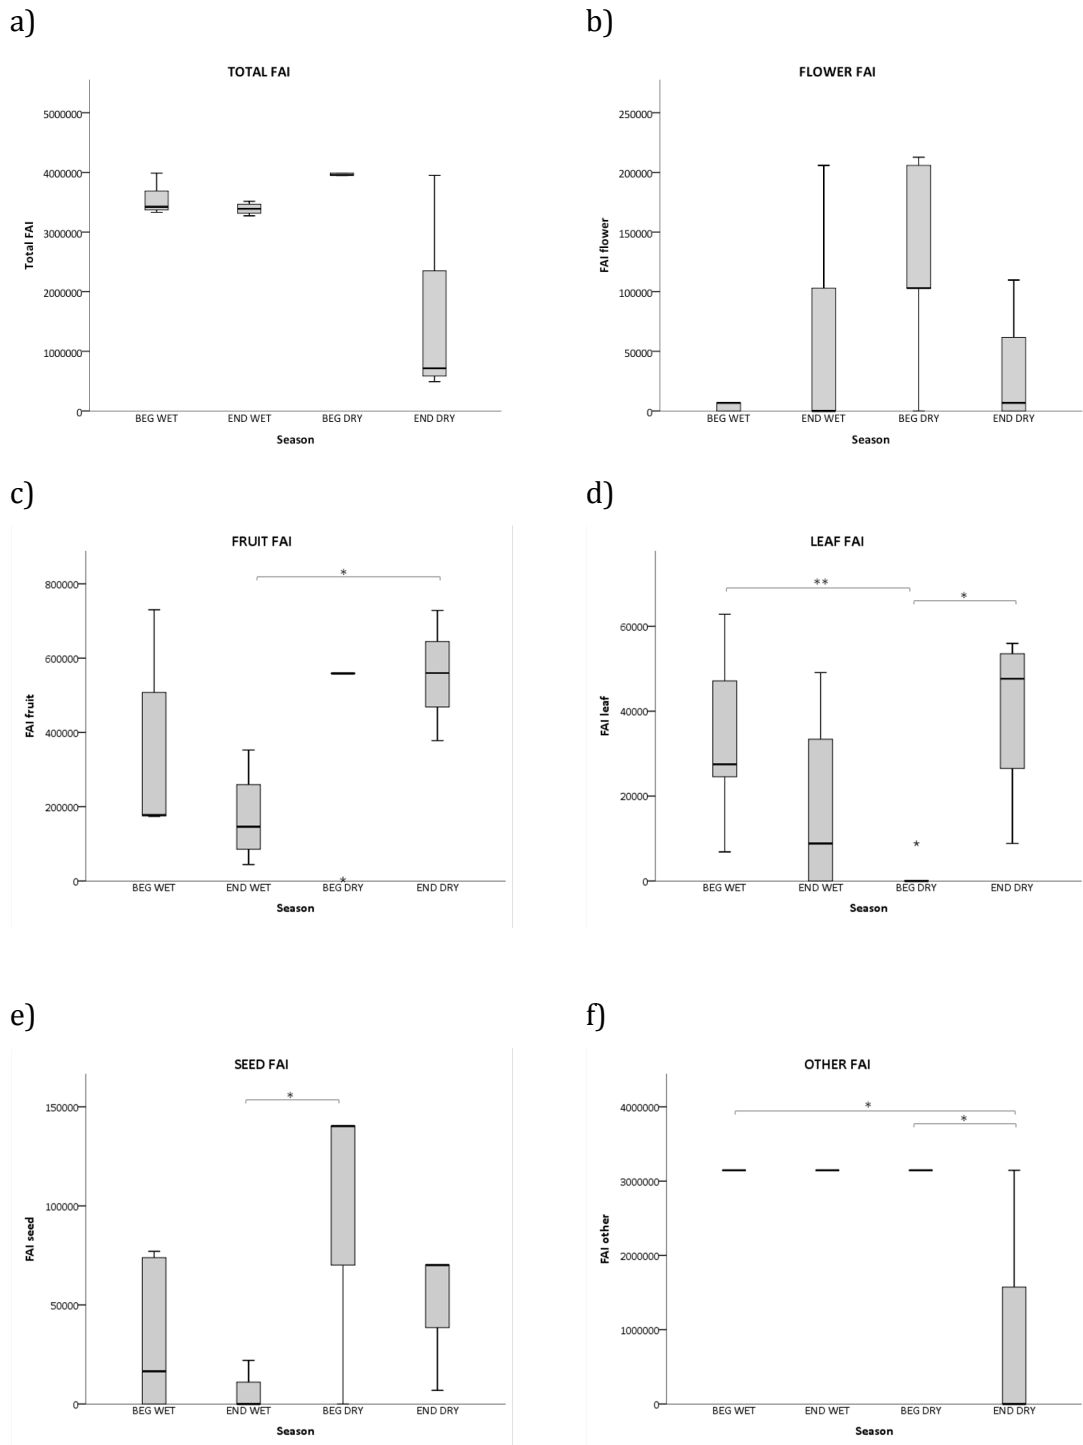 a)
b)
TOTAL FAI
5000000
4000000
3000000
2000000
1000000
0
Total FAI
BEG WET END WET BEG DRY END DRY
Season
FLOWER FAI
250000
200000
150000
100000
50000
0
FAI flower
BEG WET END WET BEG DRY END DRY
Season
c)
d)
FRUIT FAI
*
800000
600000
400000
200000
0
FAI fruit
*
BEG WET END WET BEG DRY END DRY
Season
LEAF FAI
**
*
60000
40000
20000
0
FAI leaf
*
BEG WET END WET BEG DRY END DRY
Season
e)
f)
SEED FAI
*
150000
100000
50000
0
FAI seed
BEG WET END WET BEG DRY END DRY
Season
OTHER FAI
*
*
4000000
3000000
2000000
1000000
0
FAI other
BEG WET END WET BEG DRY END DRY
Season